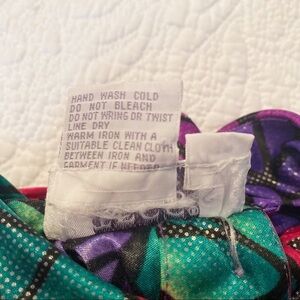 HAND WASH COLD
DO NOT BLEACH
DO NOT WRING OR TWIST
LINE DRY
WARM IRON WITH A
SUITABLE CLEAN CLOTH
BETWEEN IRON AND
GARMENT IF NEEDED